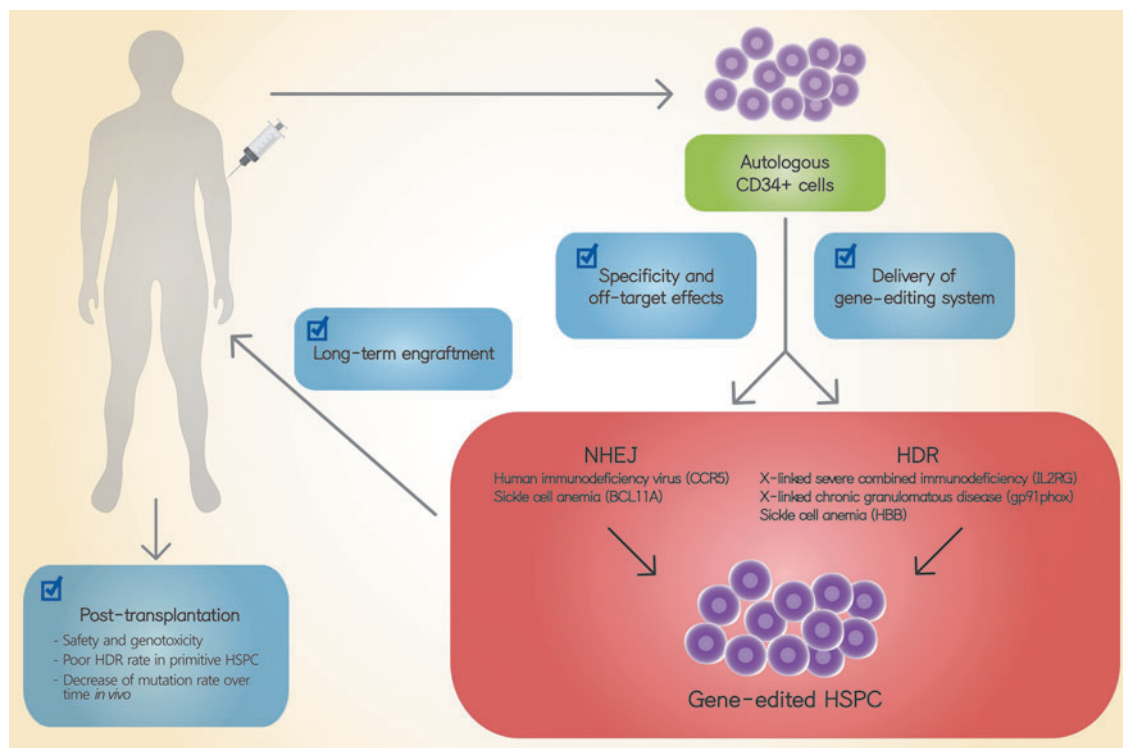 Autologous
CD34+ cells
Specificity and
off-target effects
Delivery of
gene-editing system
Long-term engraftment
NHEJ
Human immunodeficiency virus (CCR5)
Sickle cell anemia (BCL11A)
HDR
X-linked severe combined immunodeficiency (IL2RG)
X-linked chronic granulomatous disease (gp91phox)
Sickle cell anemia (HBB)
Gene-edited HSPC
Post-transplantation
- Safety and genotoxicity
- Poor HDR rate in primitive HSPC
- Decrease of mutation rate over
time in vivo